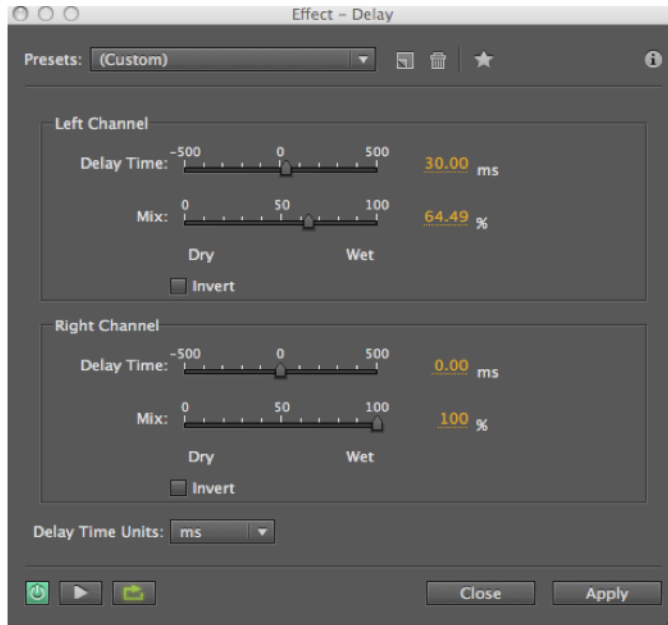 Effect – Delay
Presets: (Custom)
Left Channel
-500 0 500
Delay Time: 30.00 ms
0 50 100
Mix: 64.49 %
Dry Wet
Invert
Right Channel
-500 0 500
Delay Time: 0.00 ms
0 50 100
Mix: 100 %
Dry Wet
Invert
Delay Time Units: ms
Close Apply